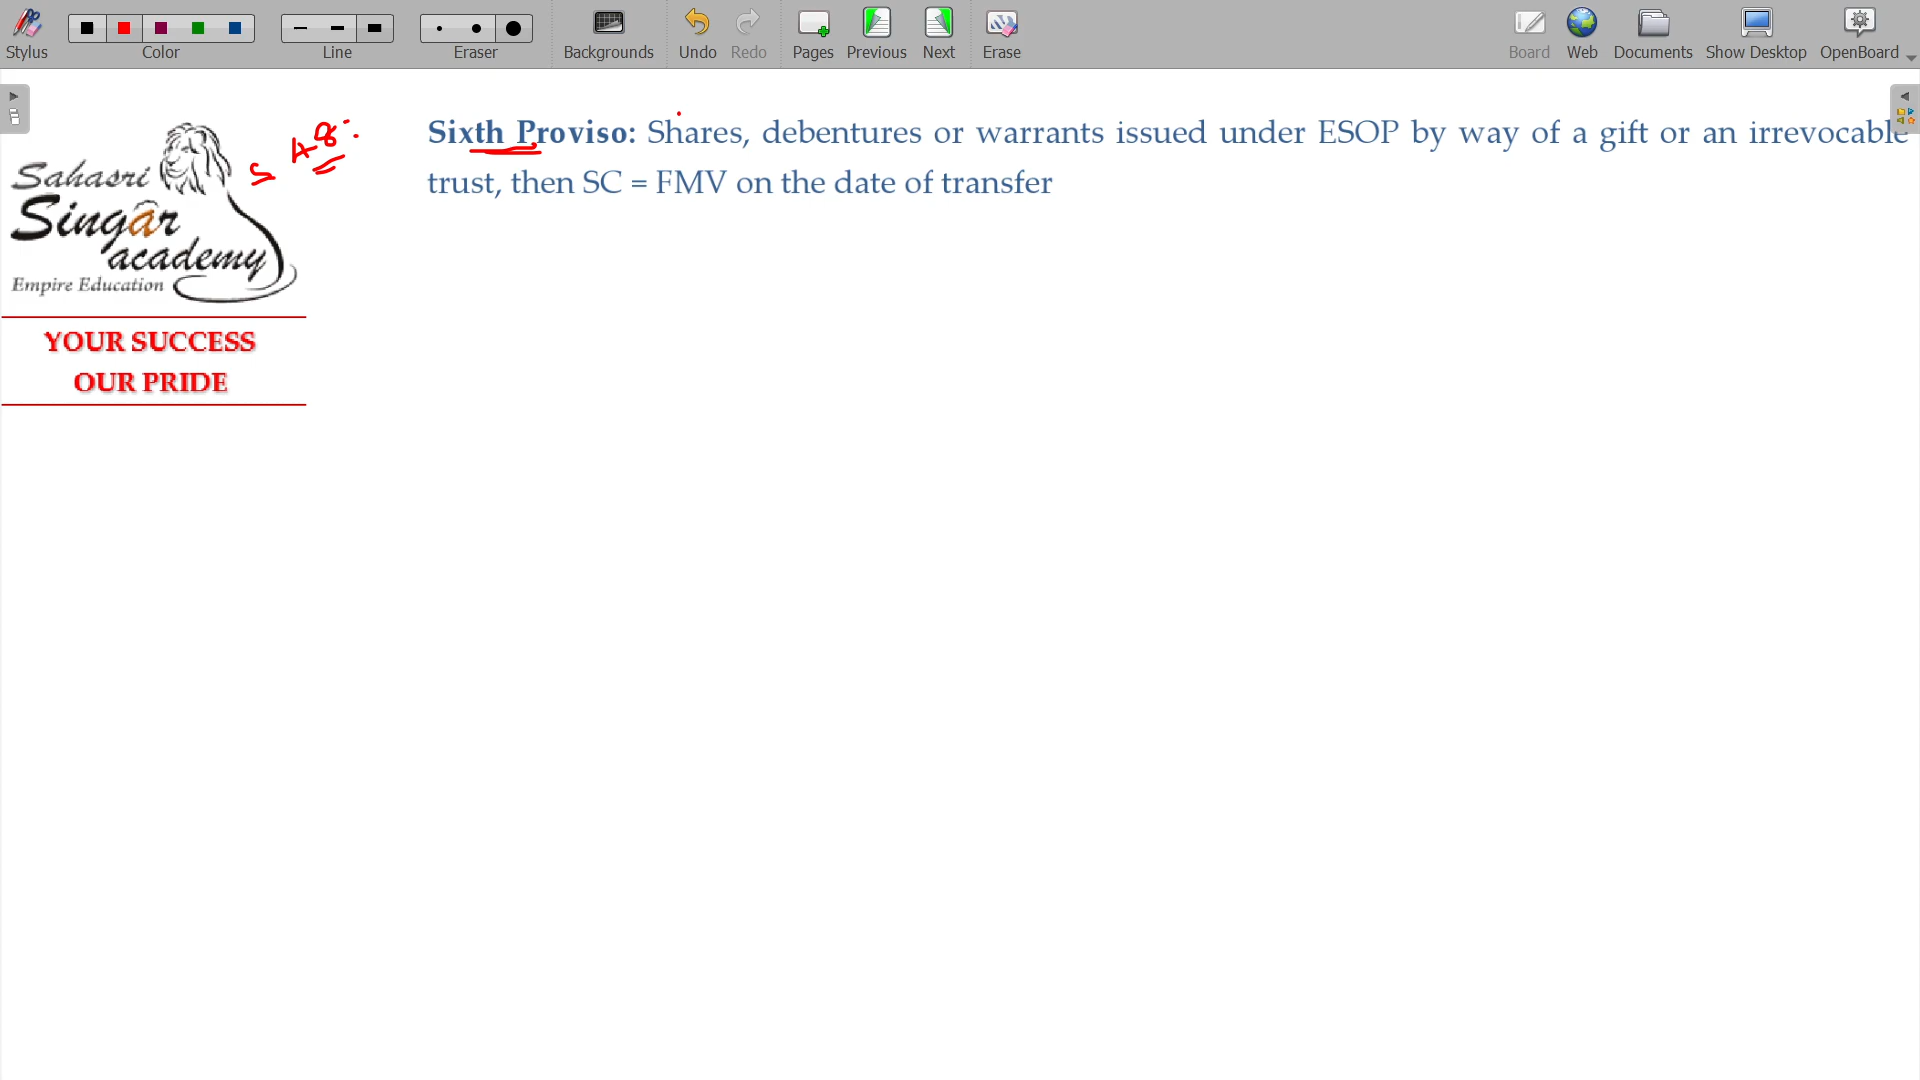 Stylus
Color
Line
Eraser
Backgrounds
Undo
Redo
Pages
Previous
Next
Erase
Board
Web
Documents
Show Desktop
OpenBoard
Sahasri
Singar
academy
Empire Education
YOUR SUCCESS
OUR PRIDE
S 48:
Sixth Proviso: Shares, debentures or warrants issued under ESOP by way of a gift or an irrevocable
trust, then SC = FMV on the date of transfer